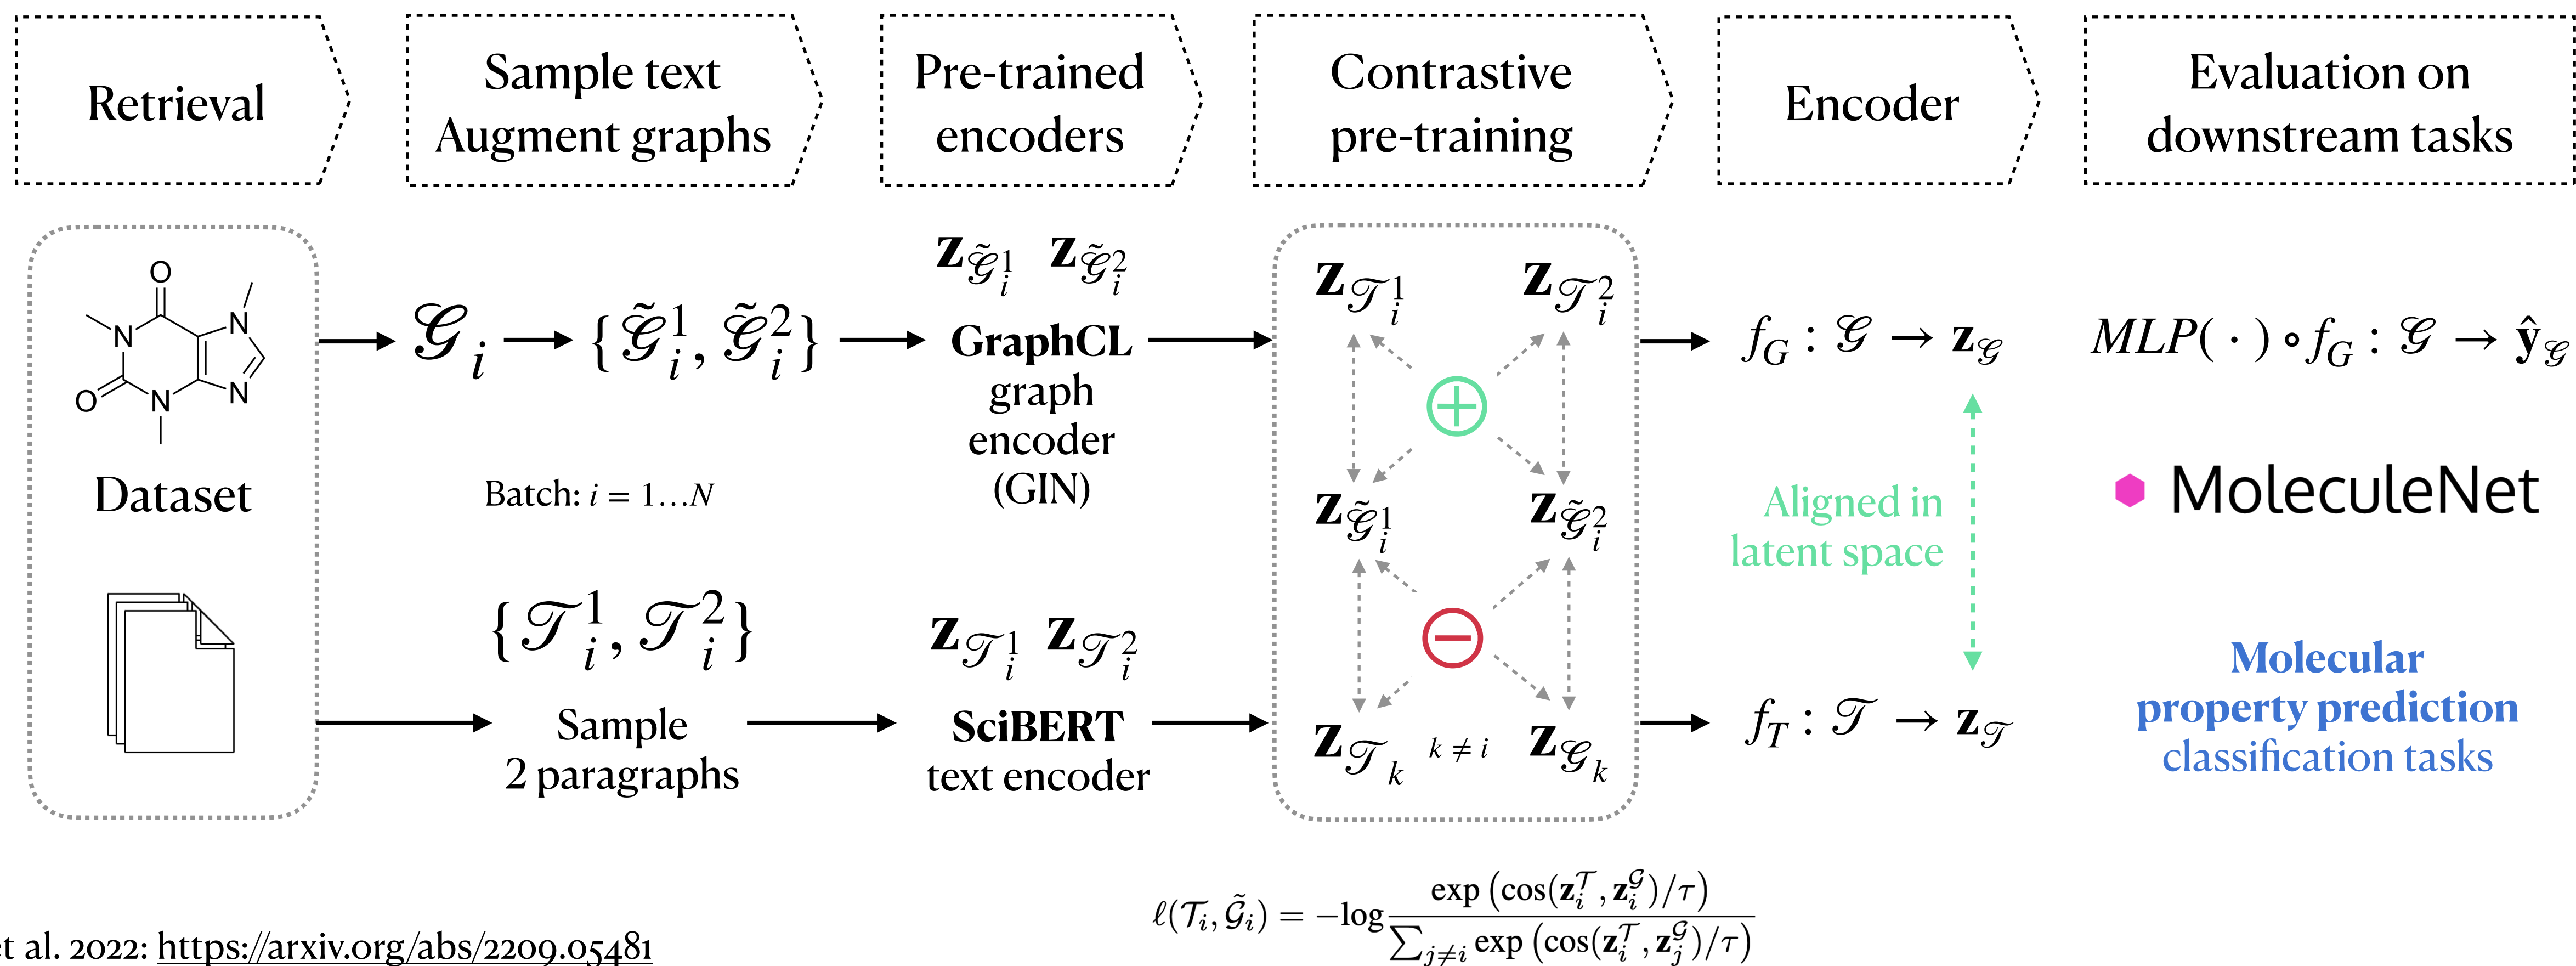 Retrieval
Sample text
Augment graphs
Pre-trained
encoders
Contrastive
pre-training
Encoder
Evaluation on
downstream tasks
O
N
N
O
N
N
Dataset
𝒢_i → {𝒢̃_i^1, 𝒢̃_i^2}
Batch: i = 1…N
{𝒯_i^1, 𝒯_i^2}
Sample
2 paragraphs
𝐳_{𝒢̃_i^1} 𝐳_{𝒢̃_i^2}
GraphCL
graph
encoder
(GIN)
𝐳_{𝒯_i^1} 𝐳_{𝒯_i^2}
SciBERT
text encoder
𝐳_{𝒯_i^1} 𝐳_{𝒯_i^2}
+
𝐳_{𝒢̃_i^1} 𝐳_{𝒢̃_i^2}
−
𝐳_{𝒯_k} k ≠ i 𝐳_{𝒢_k}
f_G : 𝒢 → 𝐳_𝒢
Aligned in
latent space
f_T : 𝒯 → 𝐳_𝒯
MLP( · ) ∘ f_G : 𝒢 → ŷ_𝒢
MoleculeNet
Molecular
property prediction
classification tasks
ℓ(𝒯_i, 𝒢̃_i) = −log exp (cos(𝐳_i^𝒯, 𝐳_i^𝒢)/τ) / ∑_{j≠i} exp (cos(𝐳_i^𝒯, 𝐳_j^𝒢)/τ)
et al. 2022: https://arxiv.org/abs/2209.05481